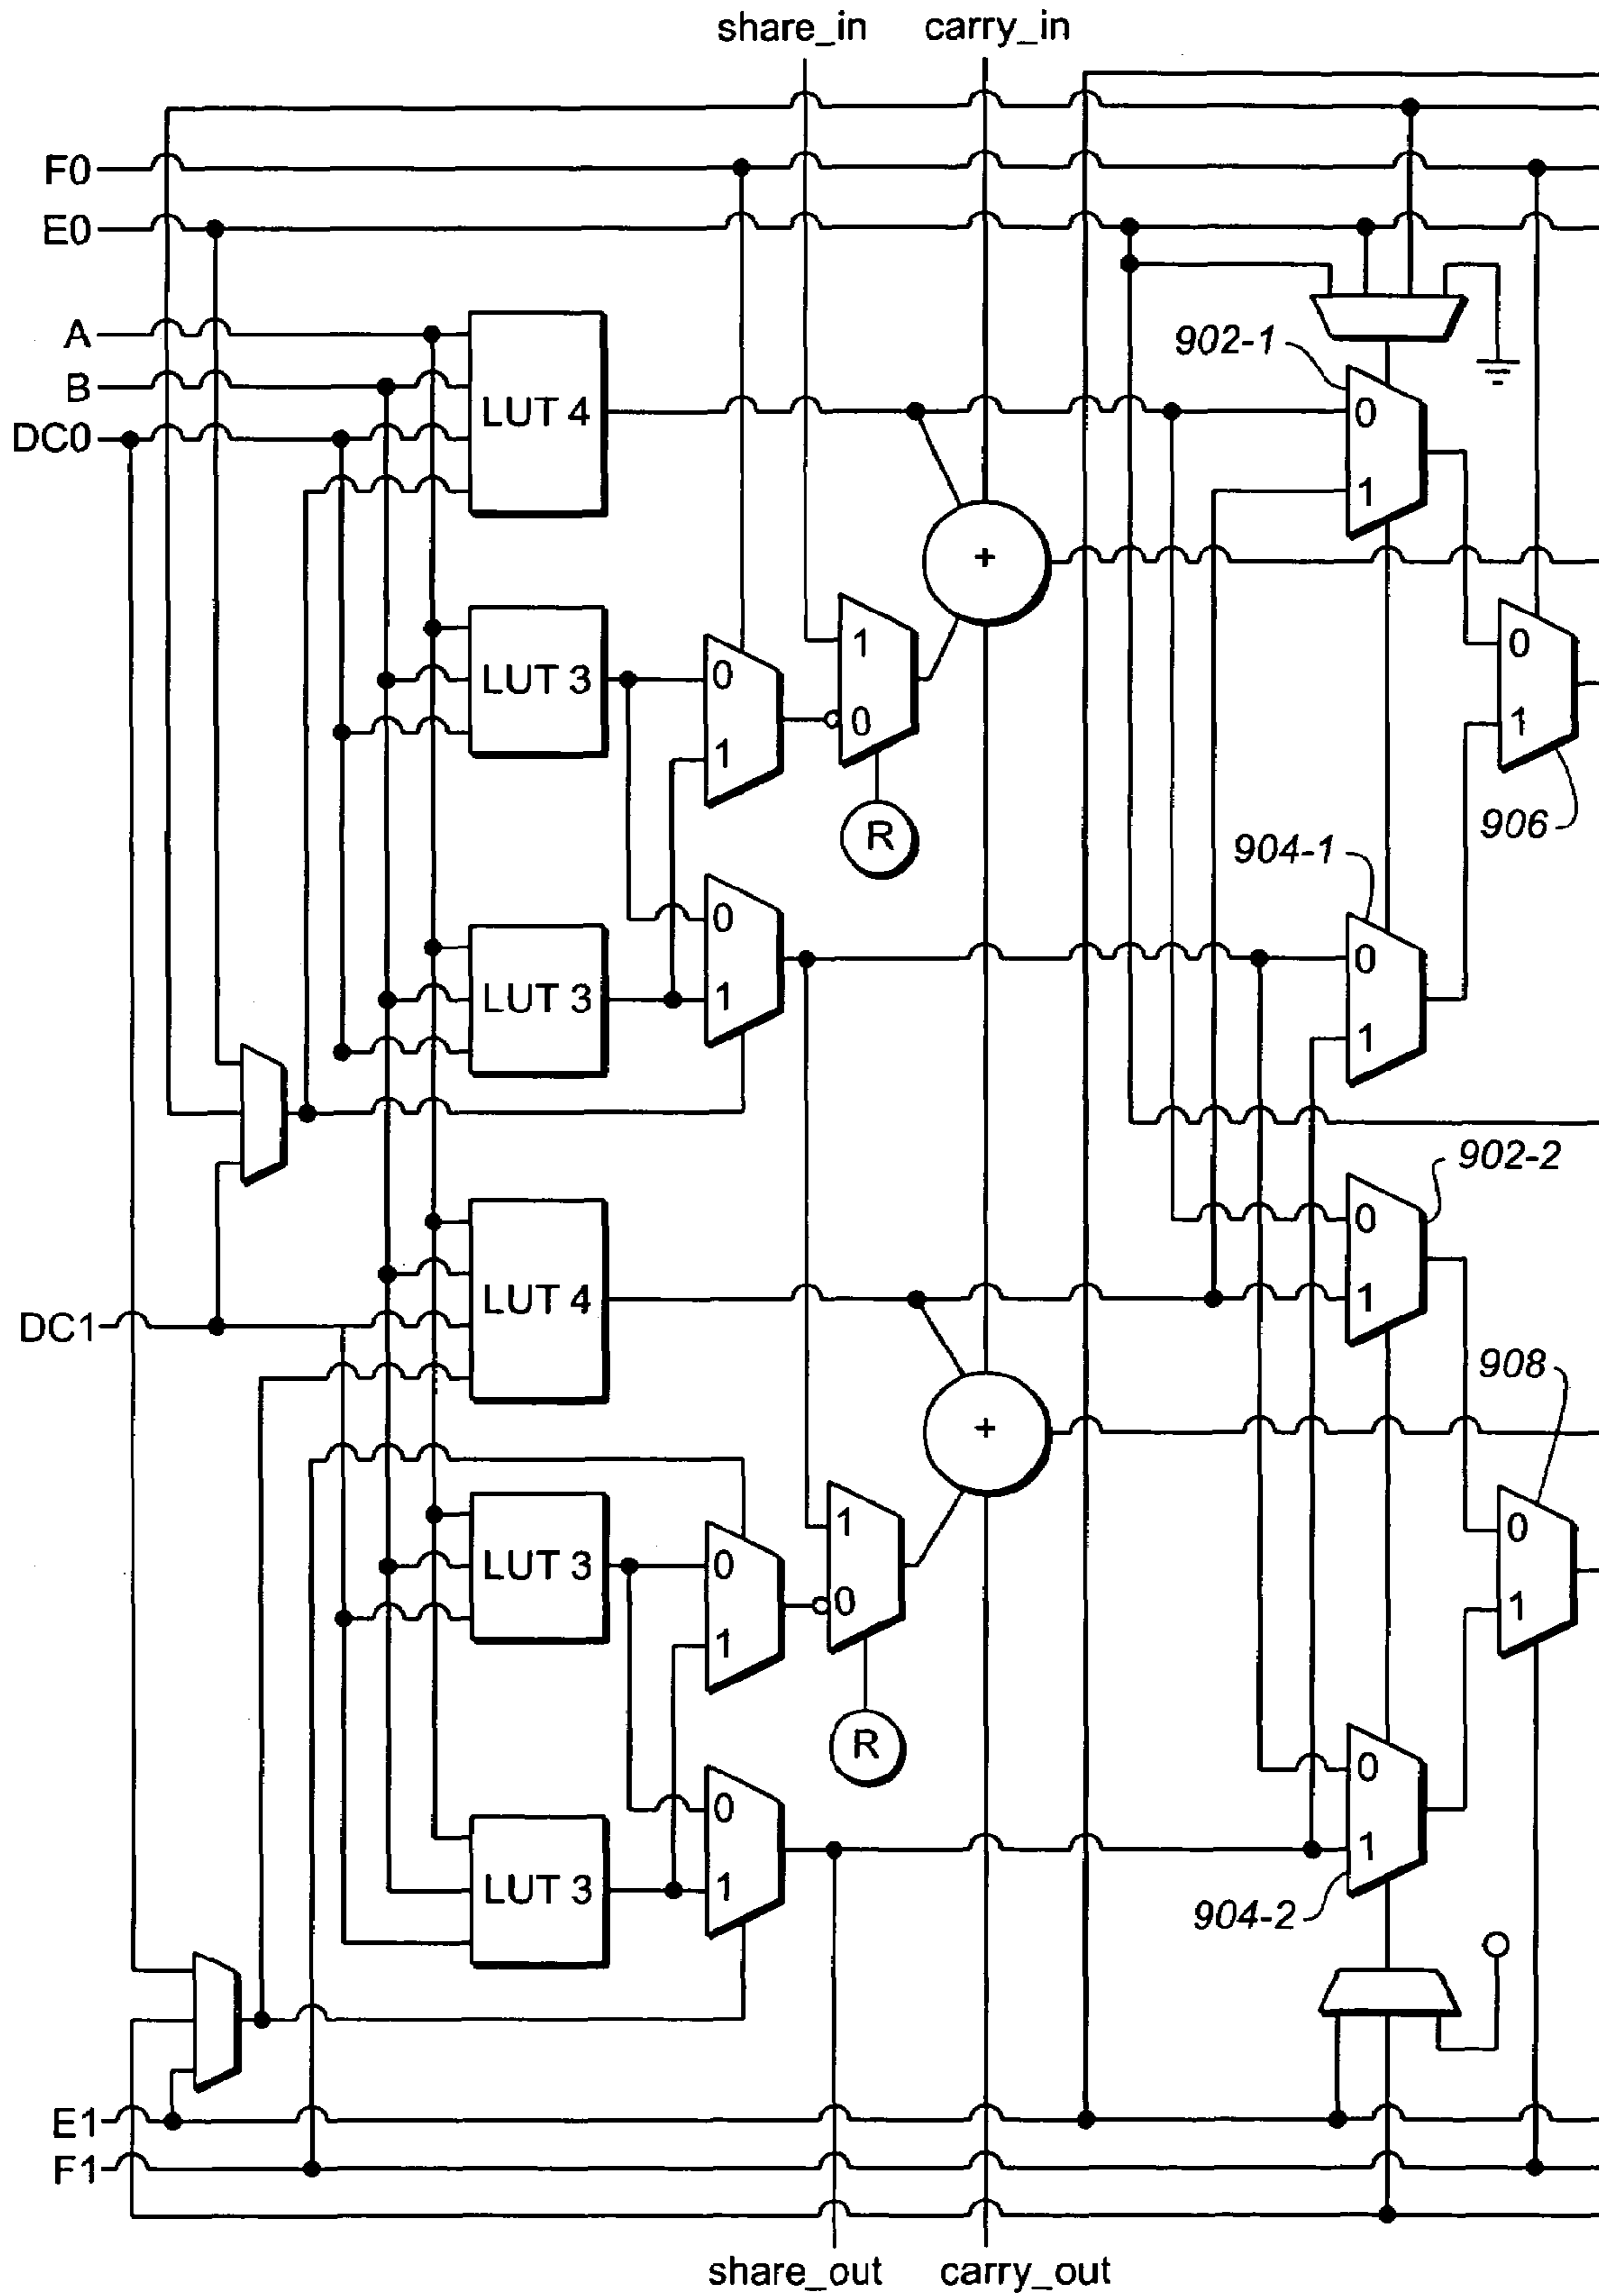 share_in carry_in
F0
E0
A
B
DC0
LUT 4
902-1
0
1
+
LUT 3
0
1
1
0
R
0
1
906
904-1
0
1
LUT 3
0
1
902-2
0
1
LUT 4
DC1
+
908
0
1
LUT 3
0
1
1
0
R
0
1
904-2
LUT 3
0
1
E1
F1
share_out carry_out